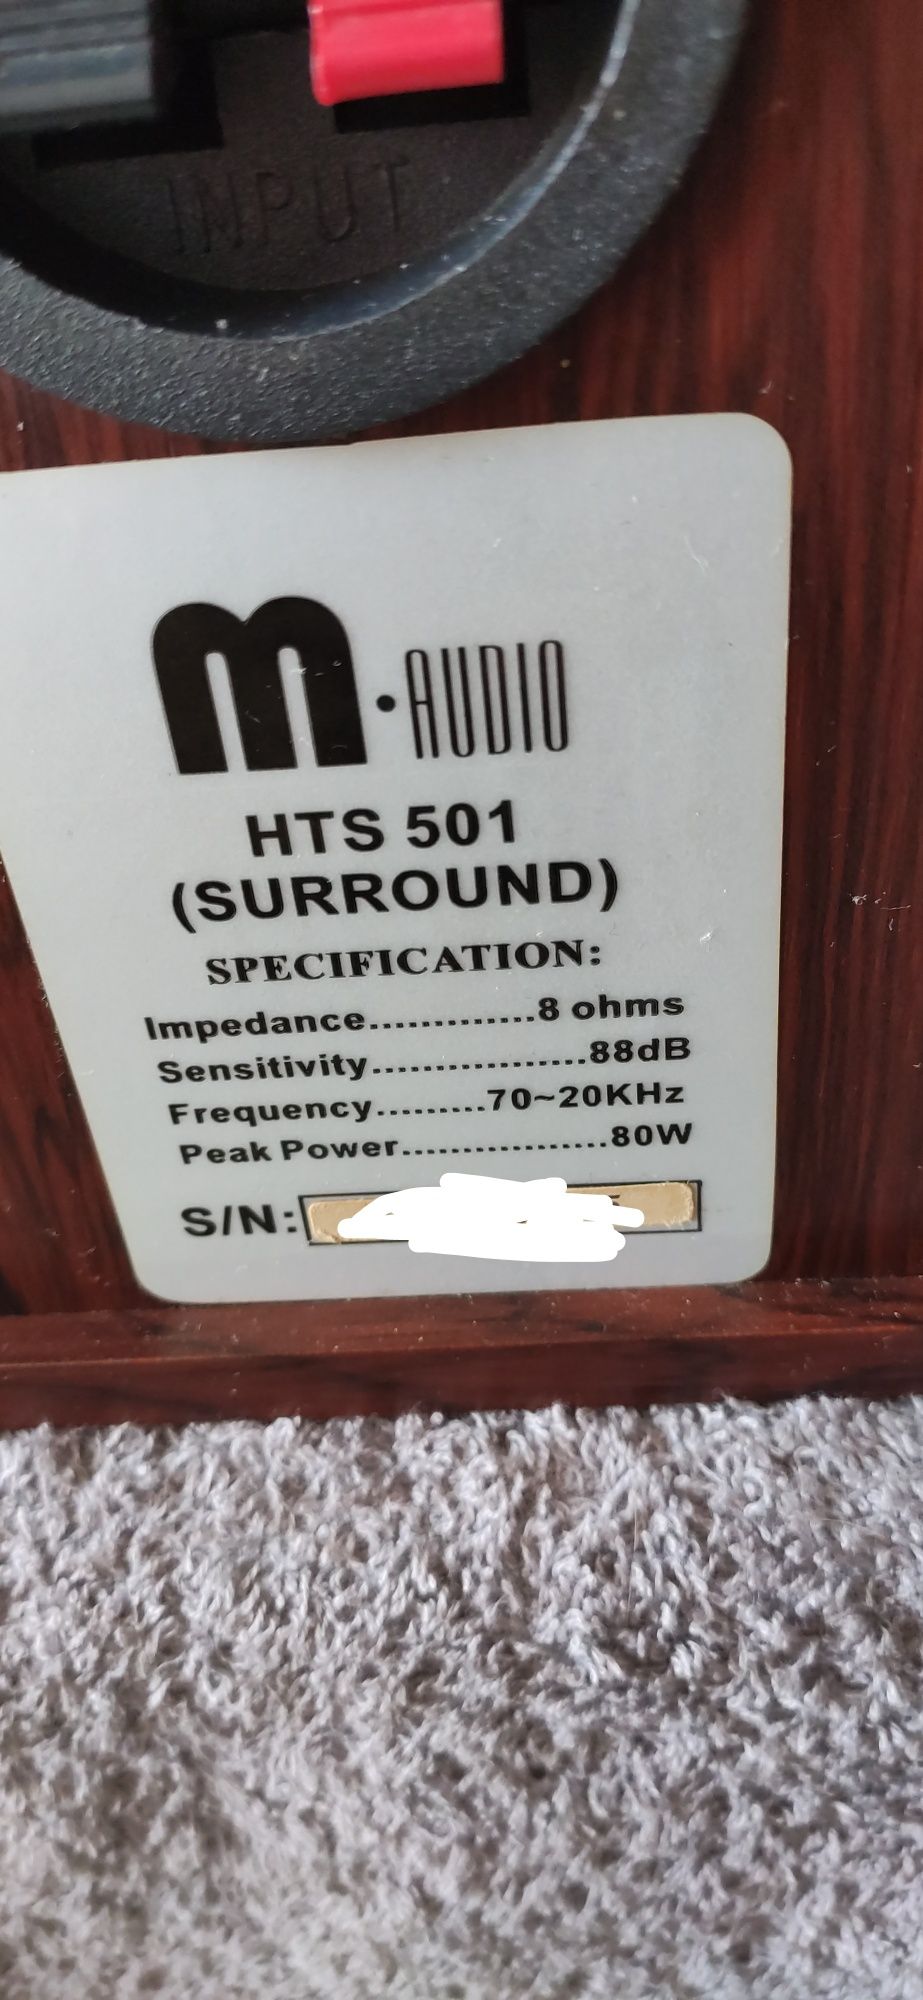 INPUT
m·AUDIO
HTS 501
(SURROUND)
SPECIFICATION:
Impedance.............8 ohms
Sensitivity.................88dB
Frequency.........70~20KHz
Peak Power................80W
S/N: